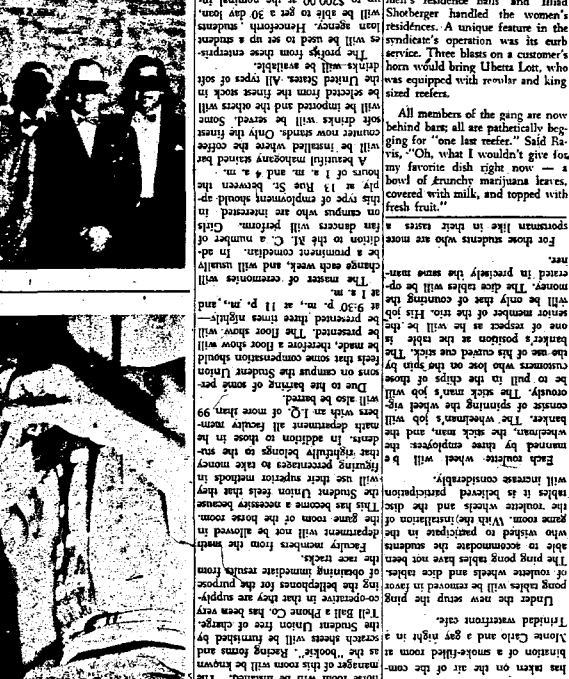 men's residence halls and Hilad
Shotberger handled the women's
residences. A unique feature in the
syndicate's operation was its curb
service. Three blasts on a customer's
horn would bring Ubetta Lott, who
was equipped with regular and king
sized reefers.
All members of the gang are now
behind bars; all are pathetically beg-
ging for "one last reefer." Said Ra-
vis, "Oh, what I wouldn't give for
my favorite dish right now — a
bowl of krunchy marijuana leaves,
covered with milk, and topped with
fresh fruit."
has taken on the air of the com-
bination of a smoke-filled room at
Monte Carlo and a gay night in a
Trinidad waterfront cafe.
Under the new setup the ping
pong tables will be removed in favor
of roulette wheels and dice tables.
The ping pong tables have not been
able to accommodate the students
who wished to participate in the
game room. With the installation of
the roulette wheels and the disc
tables it is believed participation
will increase considerably.
Each roulette wheel will be
manned by three employees: the
wheelman, the stick man, and the
banker. The wheelman's job will
consist of spinning the wheel vig-
orously. The stick man's job will
be to pull in the chips of those
customers who lose on the spin by
the use of his curved cue stick. The
banker's position at the table is
one of respect as he will be the
senior member of the trio. His job
will be only that of counting the
money. The dice tables will be op-
erated in precisely the same man-
ner.
For those students who are more
sportsman like in their tastes a
horse room will be installed. The
manager of this room will be known
as the "bookie". Racing forms and
scratch sheets will be furnished by
the Student Union free of charge.
Tell Ball a Phone Co. has been very
co-operative in that they are supply-
ing the bellephones for the purpose
of obtaining immediate results from
the race tracks.
Faculty members from the math
department will not be allowed in
the game room of the horse room.
This has become a necessity because
the Student Union feels that they
will use their superior methods in
figuring percentages to take money
that rightfully belongs to the stu-
dents. In addition to those in he
math department all faculty mem-
bers with an I.Q. of more than 99
will also be barred.
Due to hte barfing of some per-
sons on campus the Student Union
feels that some compensation should
be made, therefore a floor show will
be presented. The floor show will
be presented three times nightly—
at 9:30 p. m., at 11 p. m., and
at 1 a. m.
The master of ceremonies will
change each week, and will usually
be a prominent comedian. In ad-
dition to the M. C. a number of
fan dancers will perform. Girls
on campus who are interested in
this type of employment should ap-
ply at 13 Rue St. between the
hours of 1 a. m. and 4 a. m.
A beautiful mahogany stained bar
will be installed where the coffee
counter now stands. Only the finest
soft drinks will be served. Some
will be imported and the others will
be selected from the finest stock in
the United States. All types of soft
drinks will be available.
The profits from these enterpris-
es will be used to set up a student
loan agency. Henceforth, students
will be able to get a 30 day loan,
up to $200.00 at the nominal in-